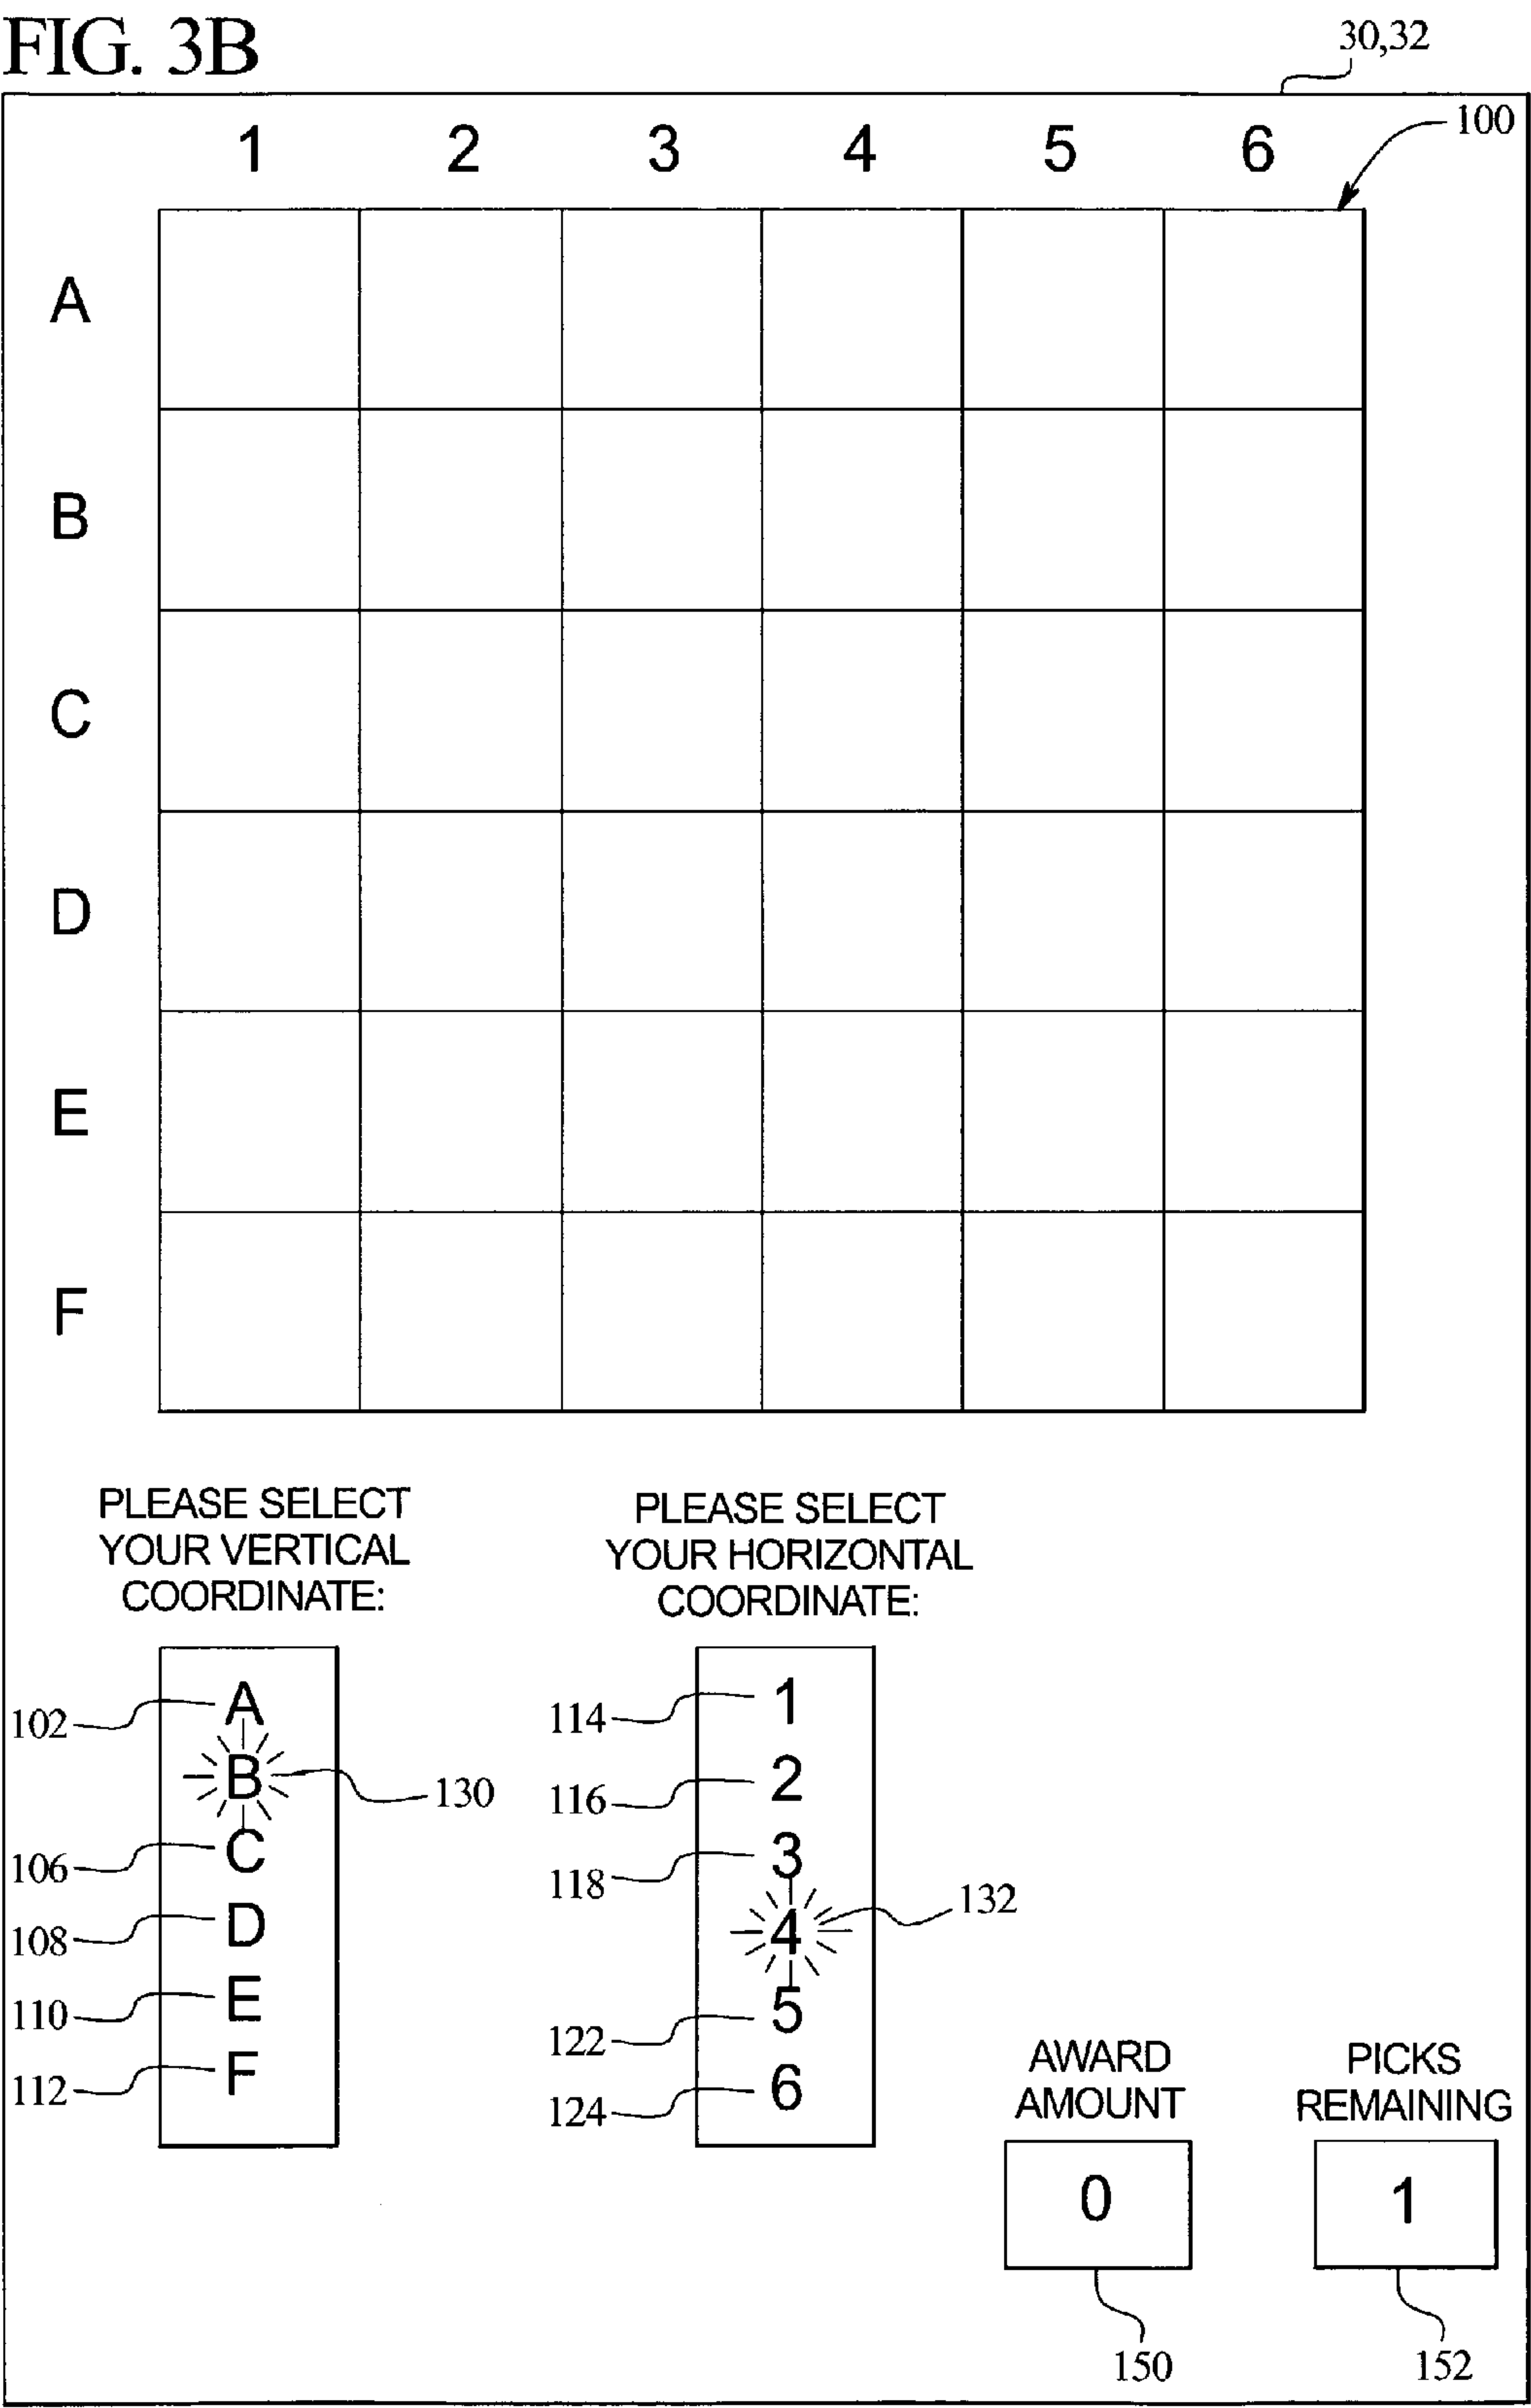 FIG. 3B
30,32
100
1 2 3 4 5 6
A
B
C
D
E
F
PLEASE SELECT
YOUR VERTICAL
COORDINATE:
102 A
B 130
106 C
108 D
110 E
112 F
PLEASE SELECT
YOUR HORIZONTAL
COORDINATE:
114 1
116 2
118 3
4 132
122 5
124 6
AWARD
AMOUNT
0
150
PICKS
REMAINING
1
152